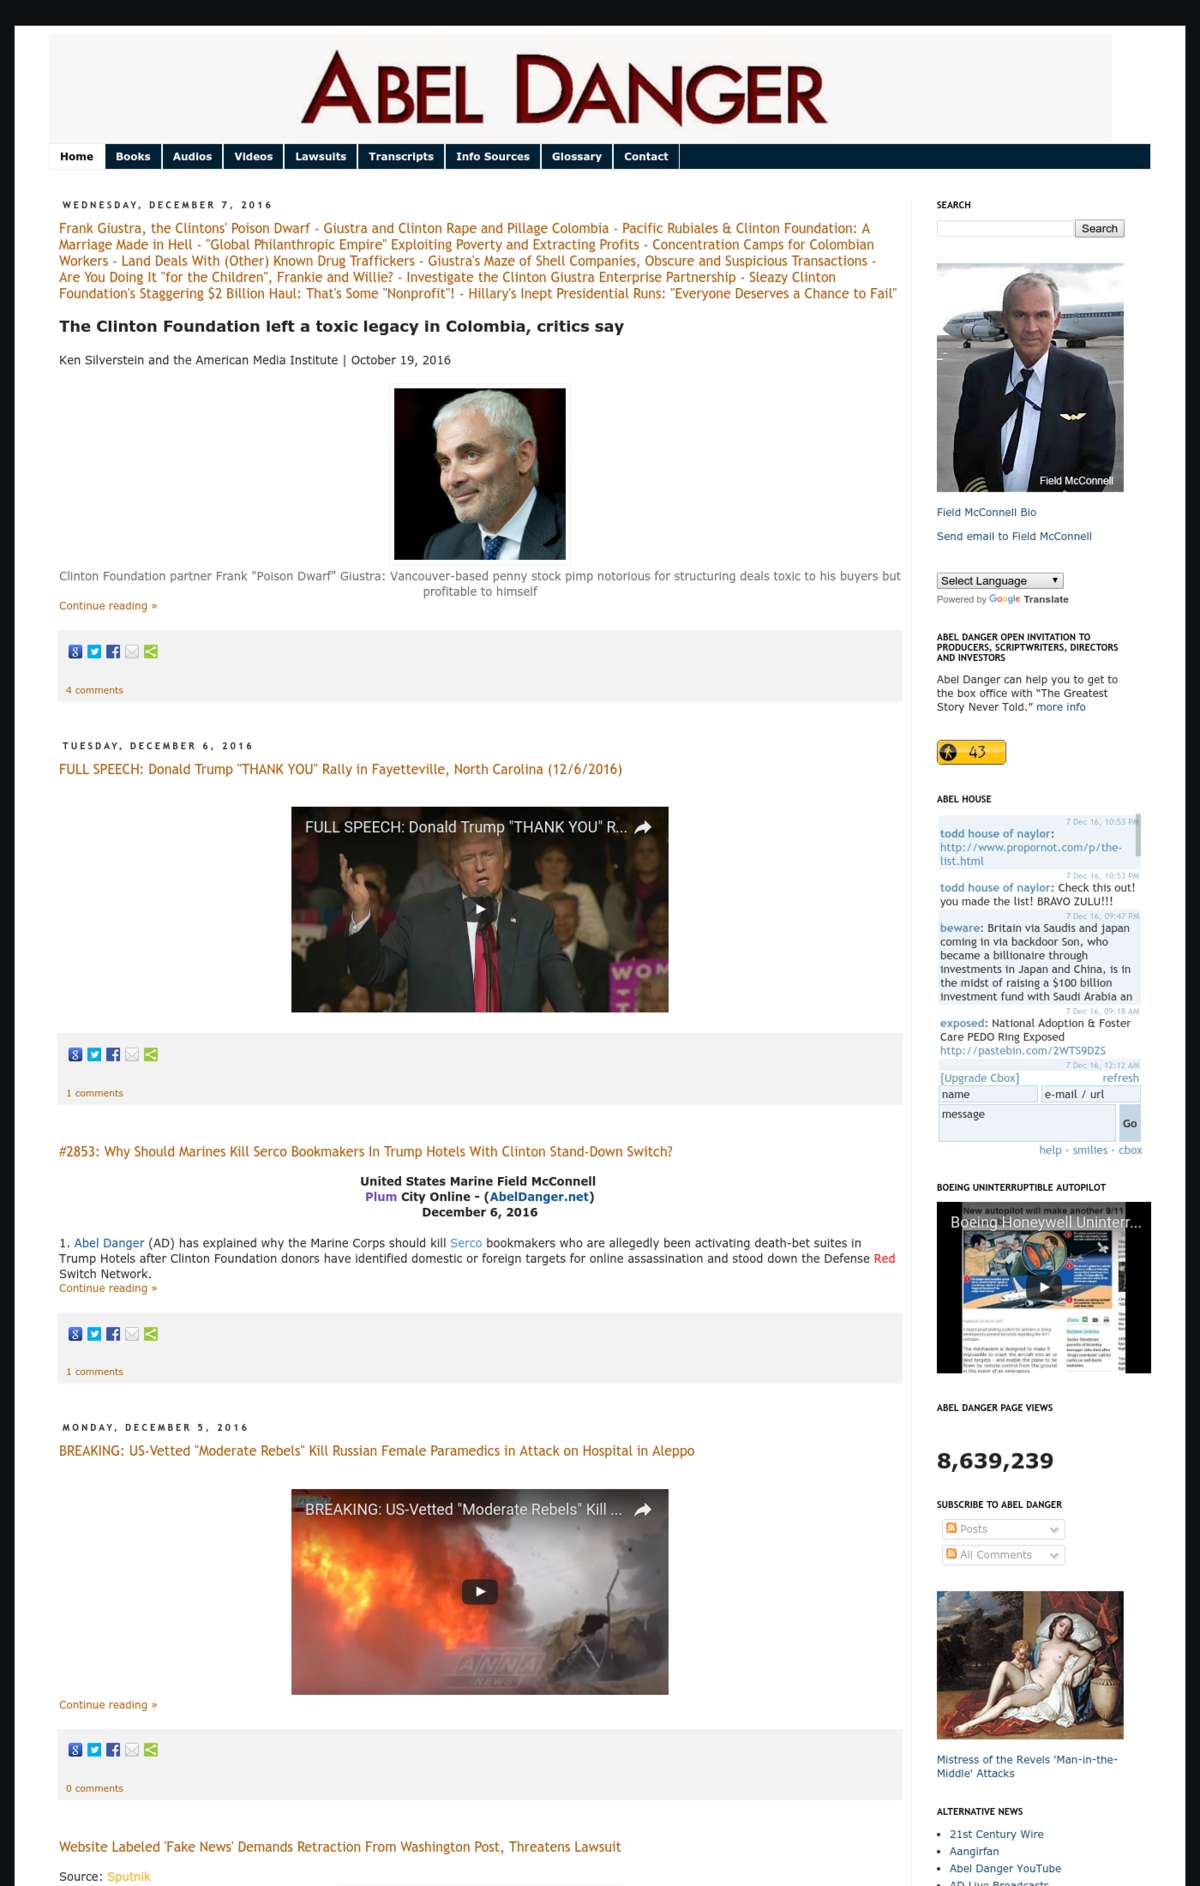 ABEL DANGER
Home Books Audios Videos Lawsuits Transcripts Info Sources Glossary Contact
WEDNESDAY, DECEMBER 7, 2016
Frank Giustra, the Clintons' Poison Dwarf - Giustra and Clinton Rape and Pillage Colombia - Pacific Rubiales & Clinton Foundation: A
Marriage Made in Hell - "Global Philanthropic Empire" Exploiting Poverty and Extracting Profits - Concentration Camps for Colombian
Workers - Land Deals With (Other) Known Drug Traffickers - Giustra's Maze of Shell Companies, Obscure and Suspicious Transactions -
Are You Doing It "for the Children", Frankie and Willie? - Investigate the Clinton Giustra Enterprise Partnership - Sleazy Clinton
Foundation's Staggering $2 Billion Haul: That's Some "Nonprofit"! - Hillary's Inept Presidential Runs: "Everyone Deserves a Chance to Fail"
The Clinton Foundation left a toxic legacy in Colombia, critics say
Ken Silverstein and the American Media Institute | October 19, 2016
Clinton Foundation partner Frank "Poison Dwarf" Giustra: Vancouver-based penny stock pimp notorious for structuring deals toxic to his buyers but
profitable to himself
Continue reading »
4 comments
TUESDAY, DECEMBER 6, 2016
FULL SPEECH: Donald Trump "THANK YOU" Rally in Fayetteville, North Carolina (12/6/2016)
FULL SPEECH: Donald Trump "THANK YOU" R...
WOM
1 comments
#2853: Why Should Marines Kill Serco Bookmakers In Trump Hotels With Clinton Stand-Down Switch?
United States Marine Field McConnell
Plum City Online - (AbelDanger.net)
December 6, 2016
1. Abel Danger (AD) has explained why the Marine Corps should kill Serco bookmakers who are allegedly been activating death-bet suites in
Trump Hotels after Clinton Foundation donors have identified domestic or foreign targets for online assassination and stood down the Defense Red
Switch Network.
Continue reading »
1 comments
MONDAY, DECEMBER 5, 2016
BREAKING: US-Vetted "Moderate Rebels" Kill Russian Female Paramedics in Attack on Hospital in Aleppo
BREAKING: US-Vetted "Moderate Rebels" Kill ...
ANNA
NEWS
Continue reading »
0 comments
Website Labeled 'Fake News' Demands Retraction From Washington Post, Threatens Lawsuit
Source: Sputnik
SEARCH
Search
Field McConnell
Field McConnell Bio
Send email to Field McConnell
Select Language
Powered by Google Translate
ABEL DANGER OPEN INVITATION TO
PRODUCERS, SCRIPTWRITERS, DIRECTORS
AND INVESTORS
Abel Danger can help you to get to
the box office with "The Greatest
Story Never Told." more info
43
ABEL HOUSE
7 Dec 16, 10:53 PM
todd house of naylor:
http://www.propornot.com/p/the-
list.html
7 Dec 16, 10:53 PM
todd house of naylor: Check this out!
you made the list! BRAVO ZULU!!!
7 Dec 16, 09:47 PM
beware: Britain via Saudis and japan
coming in via backdoor Son, who
became a billionaire through
investments in Japan and China, is in
the midst of raising a $100 billion
investment fund with Saudi Arabia an
7 Dec 16, 09:18 AM
exposed: National Adoption & Foster
Care PEDO Ring Exposed
http://pastebin.com/2WTS9DZS
7 Dec 16, 12:12 AM
[Upgrade Cbox] refresh
name e-mail / url
message
Go
help · smilies · cbox
BOEING UNINTERRUPTIBLE AUTOPILOT
New autopilot will make another 9/11
Boeing Honeywell Uninterr...
ABEL DANGER PAGE VIEWS
8,639,239
SUBSCRIBE TO ABEL DANGER
Posts
All Comments
Mistress of the Revels 'Man-in-the-
Middle' Attacks
ALTERNATIVE NEWS
21st Century Wire
Aangirfan
Abel Danger YouTube
AD Live Broadcasts